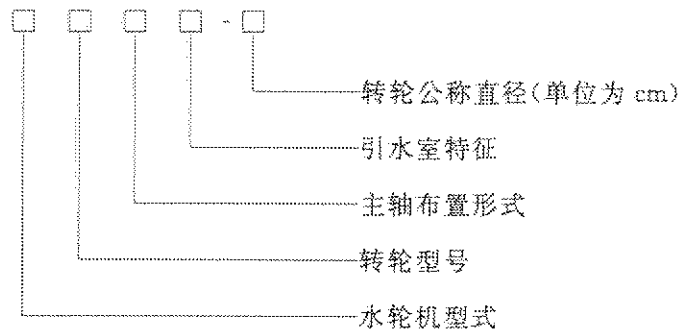 □ □ □ □ - □
转轮公称直径(单位为 cm)
引水室特征
主轴布置形式
转轮型号
水轮机型式